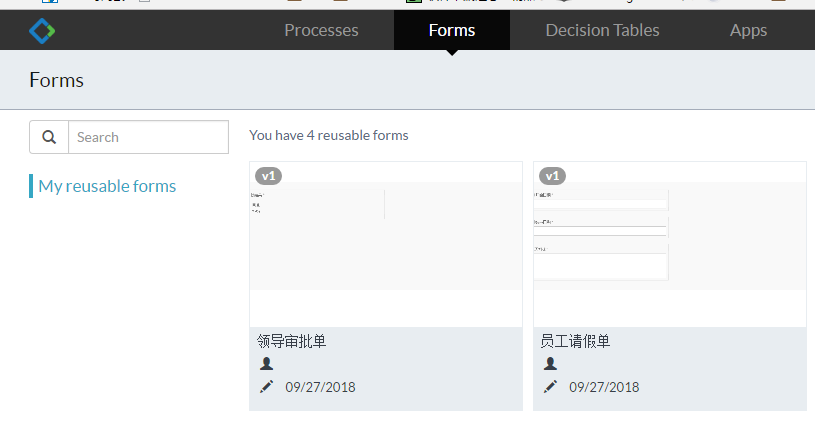 Processes
Forms
Decision Tables
Apps
Forms
Search
You have 4 reusable forms
My reusable forms
v1
v1
领导审批单
员工请假单
09/27/2018
09/27/2018